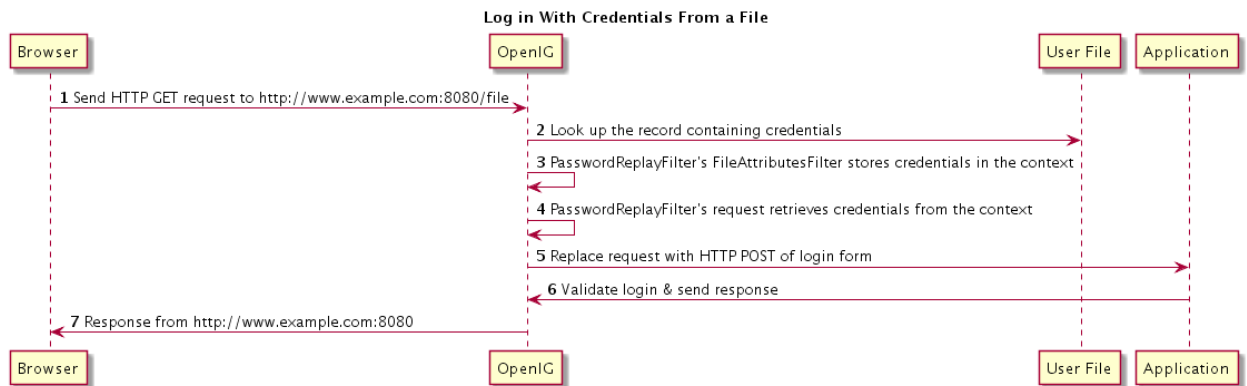 Log in With Credentials From a File
Browser
OpenIG
User File
Application
1 Send HTTP GET request to http://www.example.com:8080/file
2 Look up the record containing credentials
3 PasswordReplayFilter's FileAttributesFilter stores credentials in the context
4 PasswordReplayFilter's request retrieves credentials from the context
5 Replace request with HTTP POST of login form
6 Validate login & send response
7 Response from http://www.example.com:8080
Browser
OpenIG
User File
Application